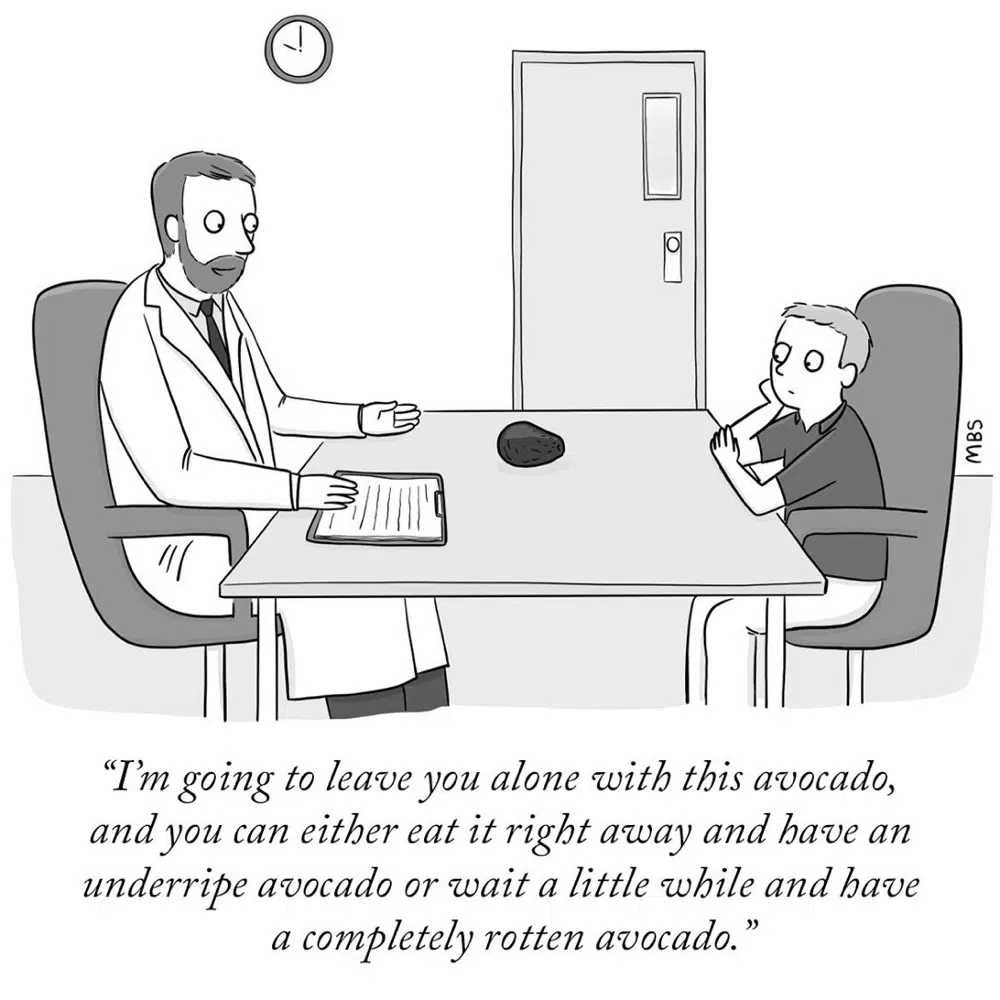 MBS
“I’m going to leave you alone with this avocado,
and you can either eat it right away and have an
underripe avocado or wait a little while and have
a completely rotten avocado.”